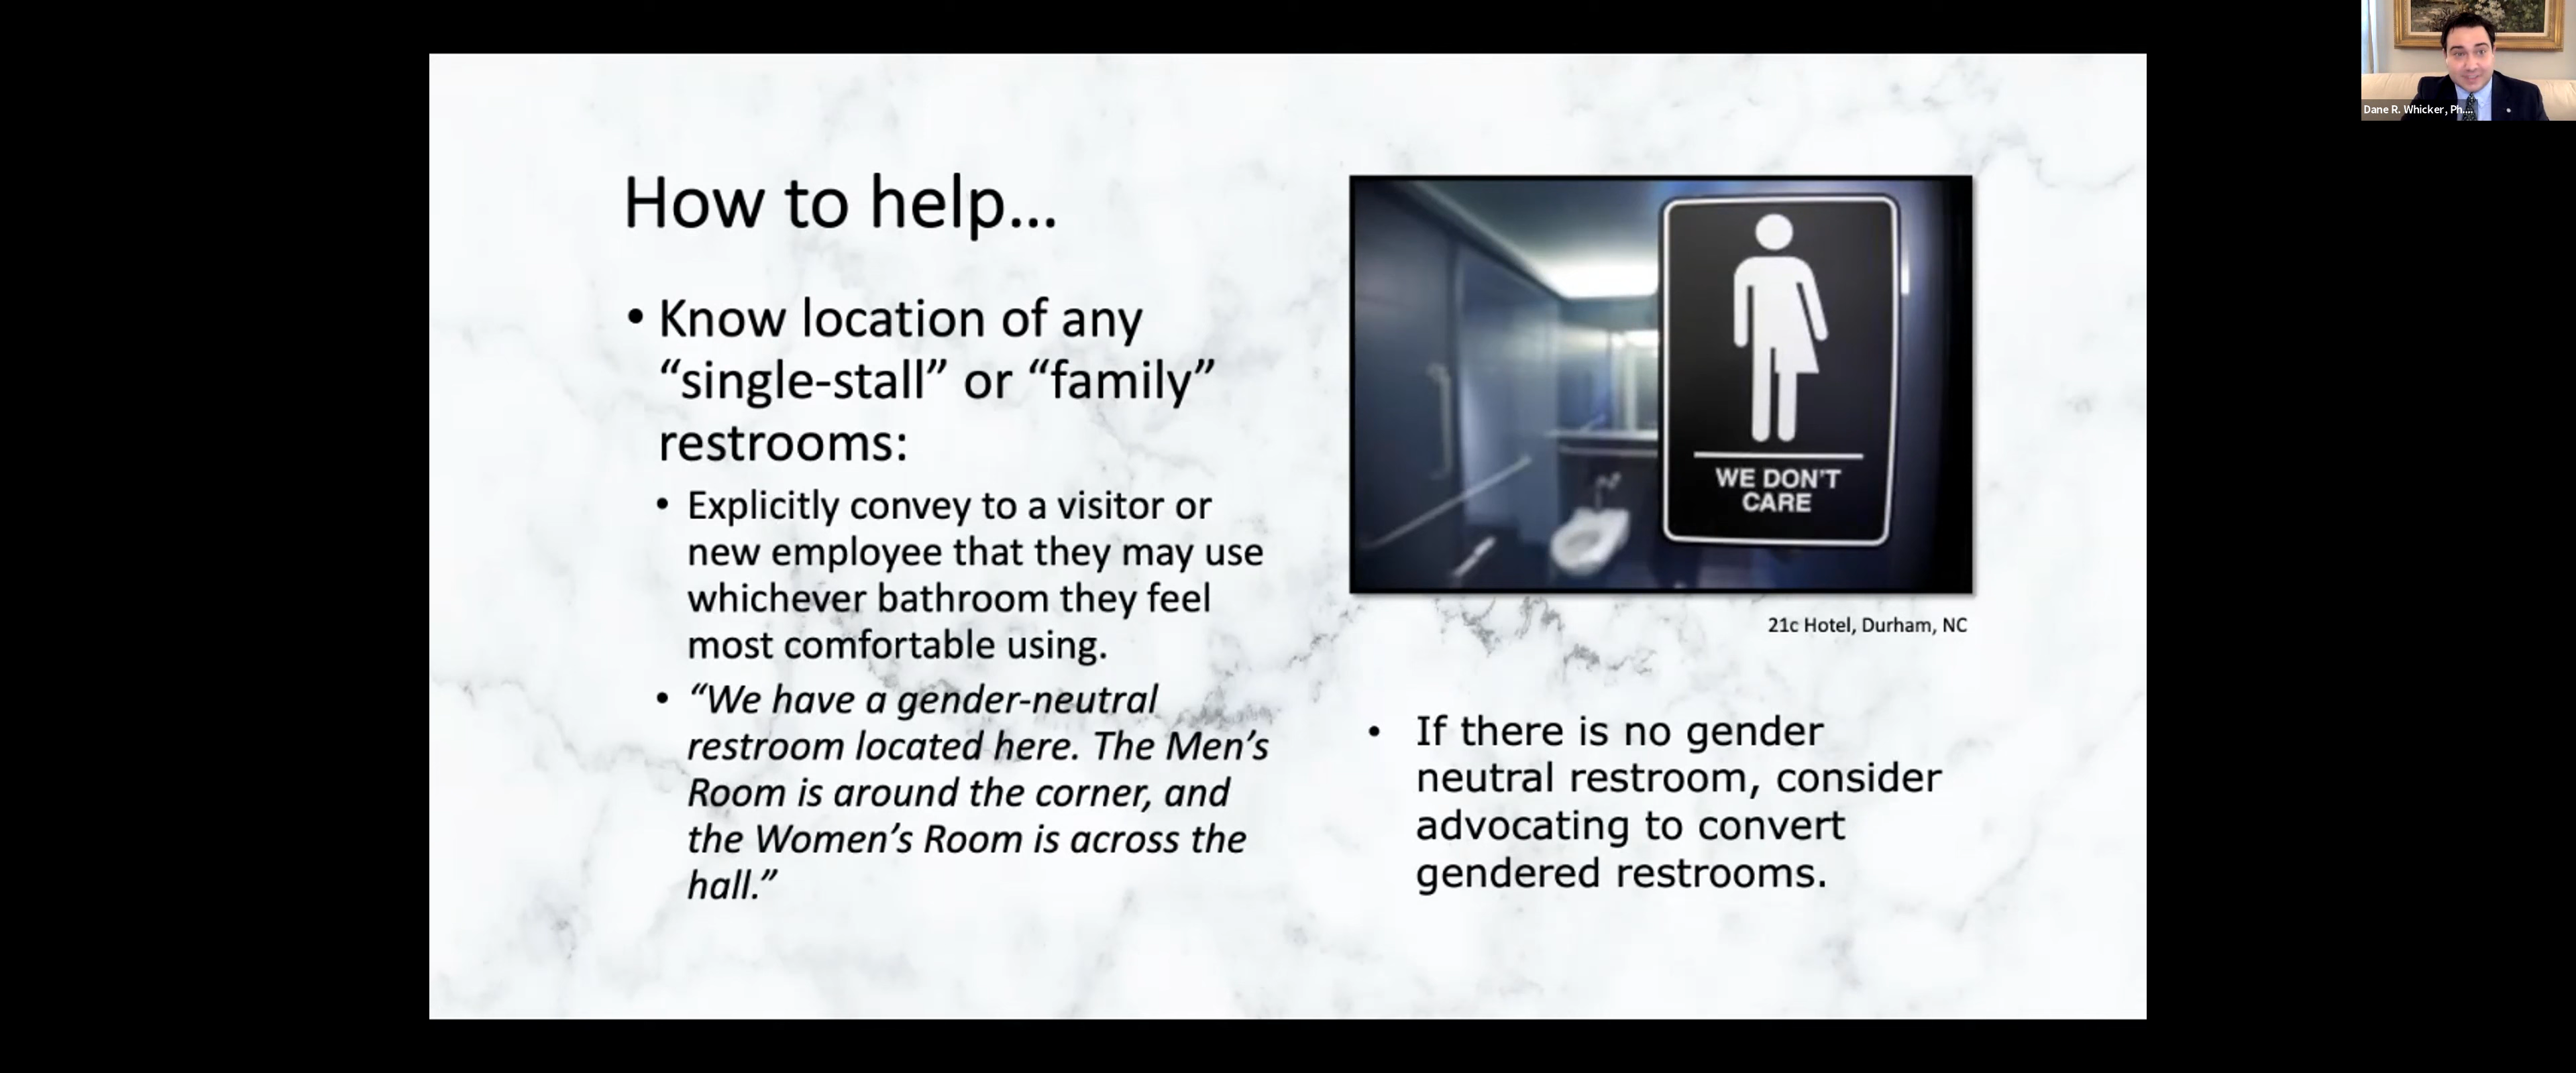 How to help...
• Know location of any
“single-stall” or “family”
restrooms:
• Explicitly convey to a visitor or
new employee that they may use
whichever bathroom they feel
most comfortable using.
• “We have a gender-neutral
restroom located here. The Men’s
Room is around the corner, and
the Women’s Room is across the
hall.”
WE DON'T
CARE
21c Hotel, Durham, NC
• If there is no gender
neutral restroom, consider
advocating to convert
gendered restrooms.
Dane R. Whicker, Ph....